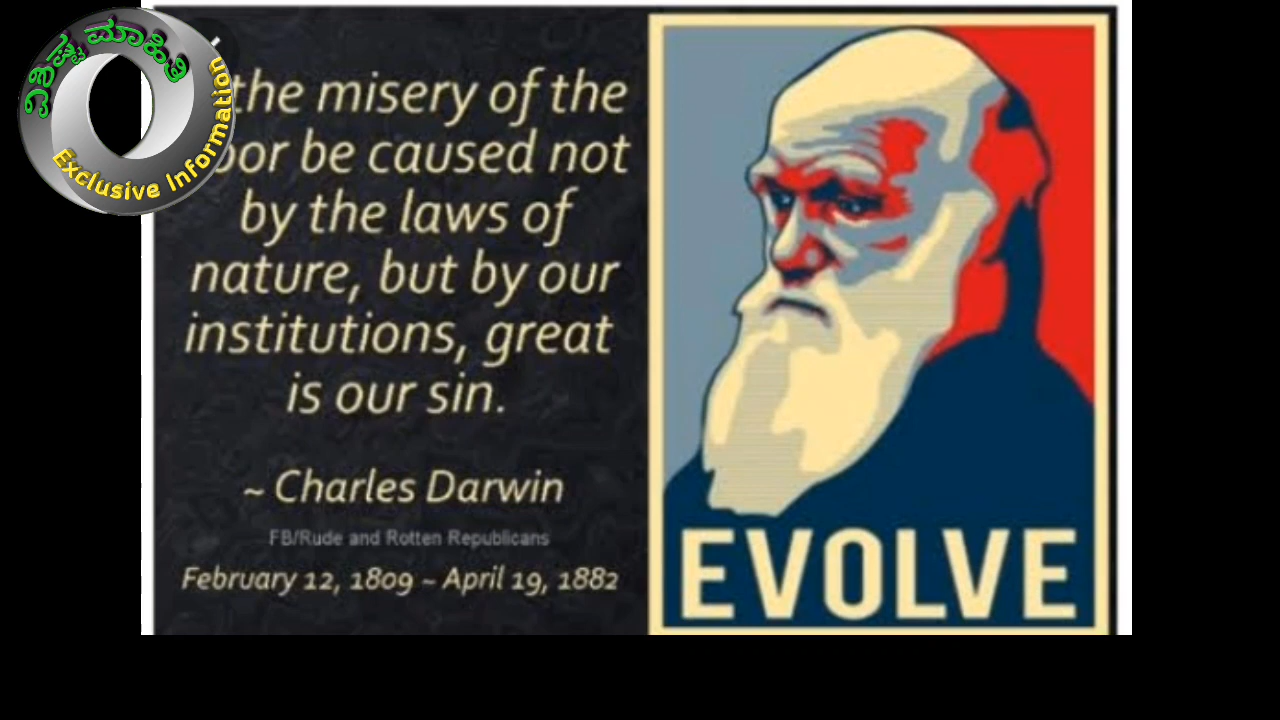 ವಿಶಿಷ್ಟ ಮಾಹಿತಿ
Exclusive Information
the misery of the
oor be caused not
by the laws of
nature, but by our
institutions, great
is our sin.
~ Charles Darwin
FB/Rude and Rotten Republicans
February 12, 1809 ~ April 19, 1882
EVOLVE